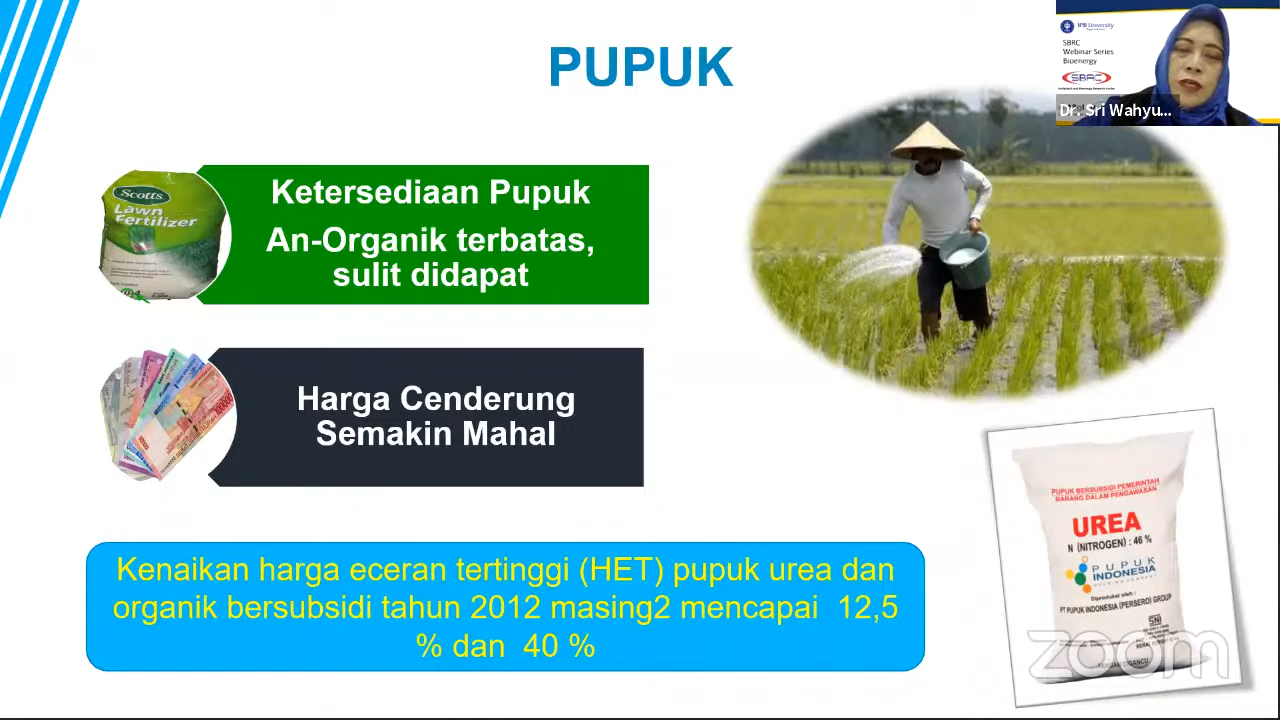 PUPUK
IPB University
SBRC
Webinar Series
Bioenergy
SBRC
Dr. Sri Wahyu...
Scotts
Lawn
Fertilizer
Ketersediaan Pupuk
An-Organik terbatas,
sulit didapat
Harga Cenderung
Semakin Mahal
Kenaikan harga eceran tertinggi (HET) pupuk urea dan
organik bersubsidi tahun 2012 masing2 mencapai 12,5
% dan 40 %
PUPUK BERSUBSIDI PEMERINTAH
BARANG DALAM PENGAWASAN
UREA
N (NITROGEN) : 46 %
PUPUK
INDONESIA
Diproduksi oleh :
PT PUPUK INDONESIA (PERSERO) GROUP
SNI
zoom